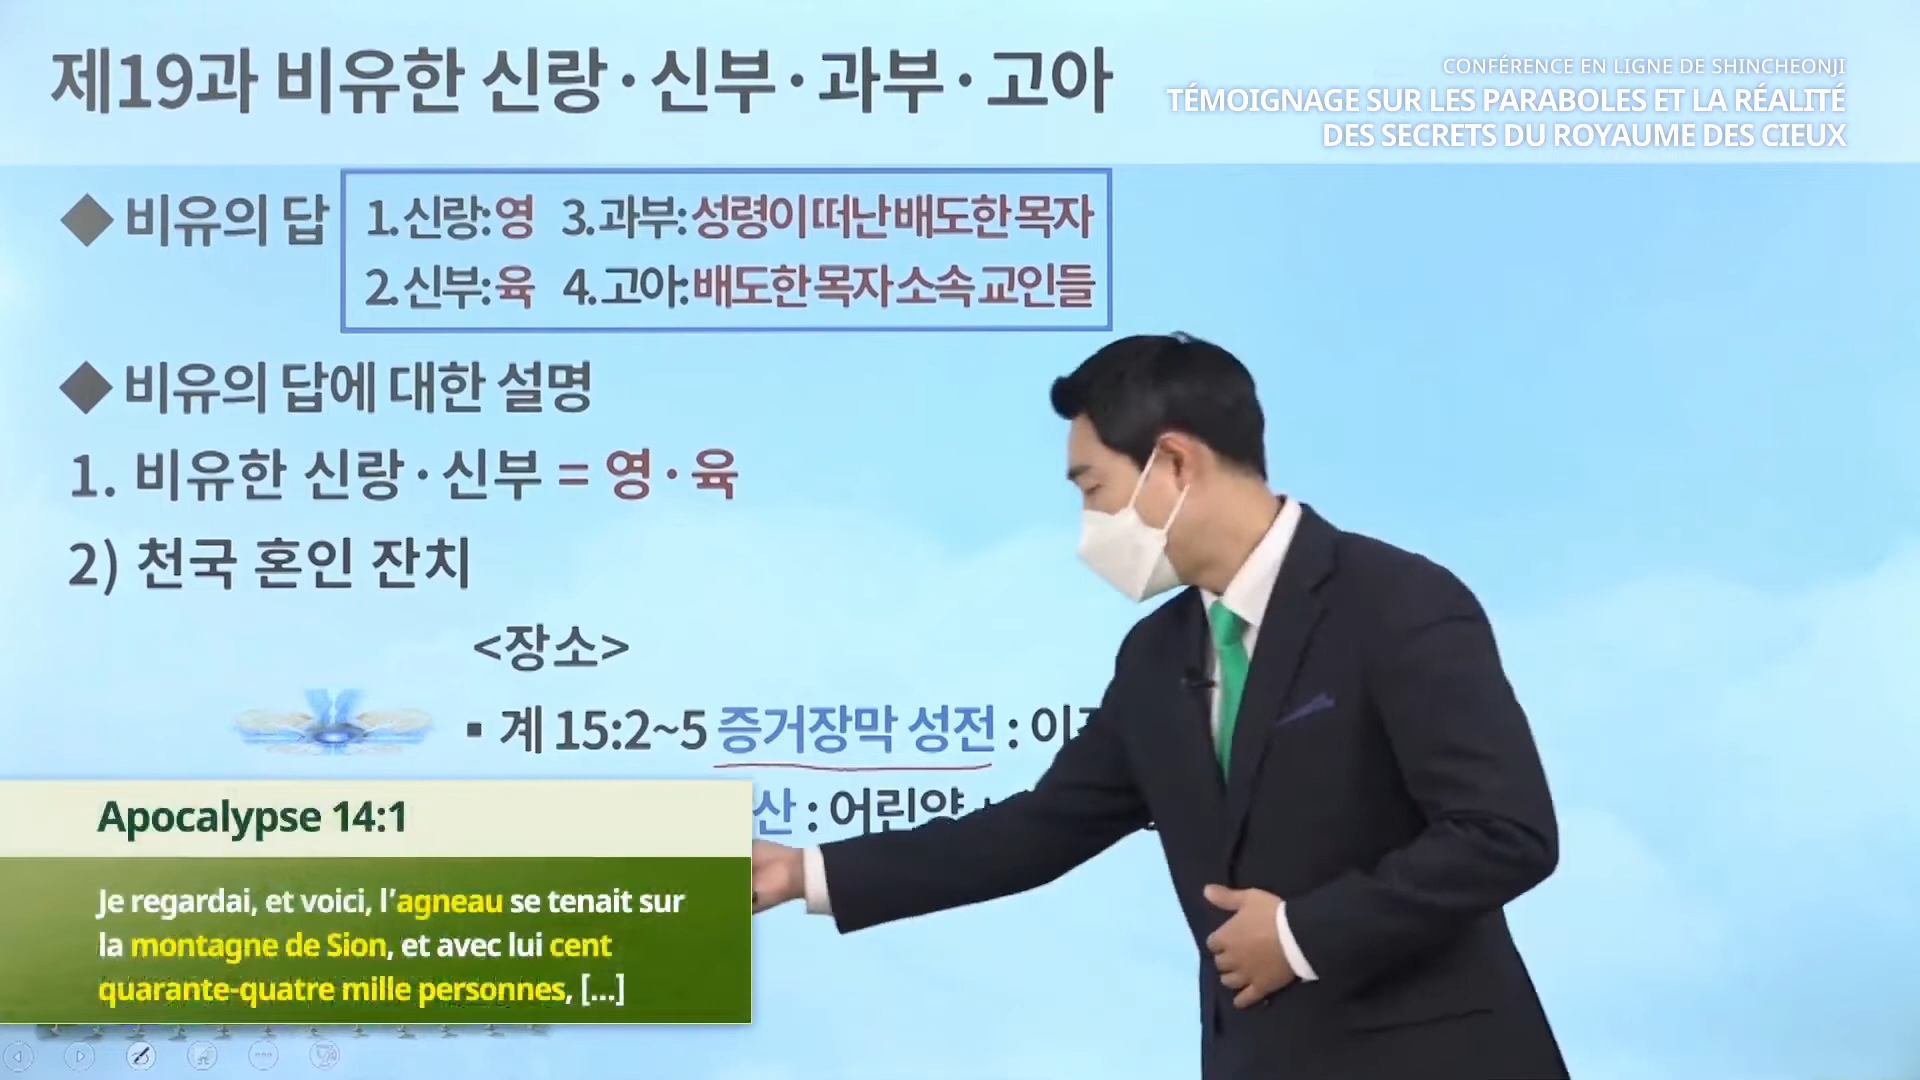 제19과 비유한 신랑·신부·과부·고아
CONFÉRENCE EN LIGNE DE SHINCHEONJI
TÉMOIGNAGE SUR LES PARABOLES ET LA RÉALITÉ
DES SECRETS DU ROYAUME DES CIEUX
◆ 비유의 답
1. 신랑: 영 3. 과부: 성령이 떠난 배도한 목자
2. 신부: 육 4. 고아: 배도한 목자 소속 교인들
◆ 비유의 답에 대한 설명
1. 비유한 신랑·신부 = 영·육
2) 천국 혼인 잔치
<장소>
▪ 계 15:2~5 증거장막 성전 : 이
산 : 어린양
Apocalypse 14:1
Je regardai, et voici, l’agneau se tenait sur
la montagne de Sion, et avec lui cent
quarante-quatre mille personnes, [...]